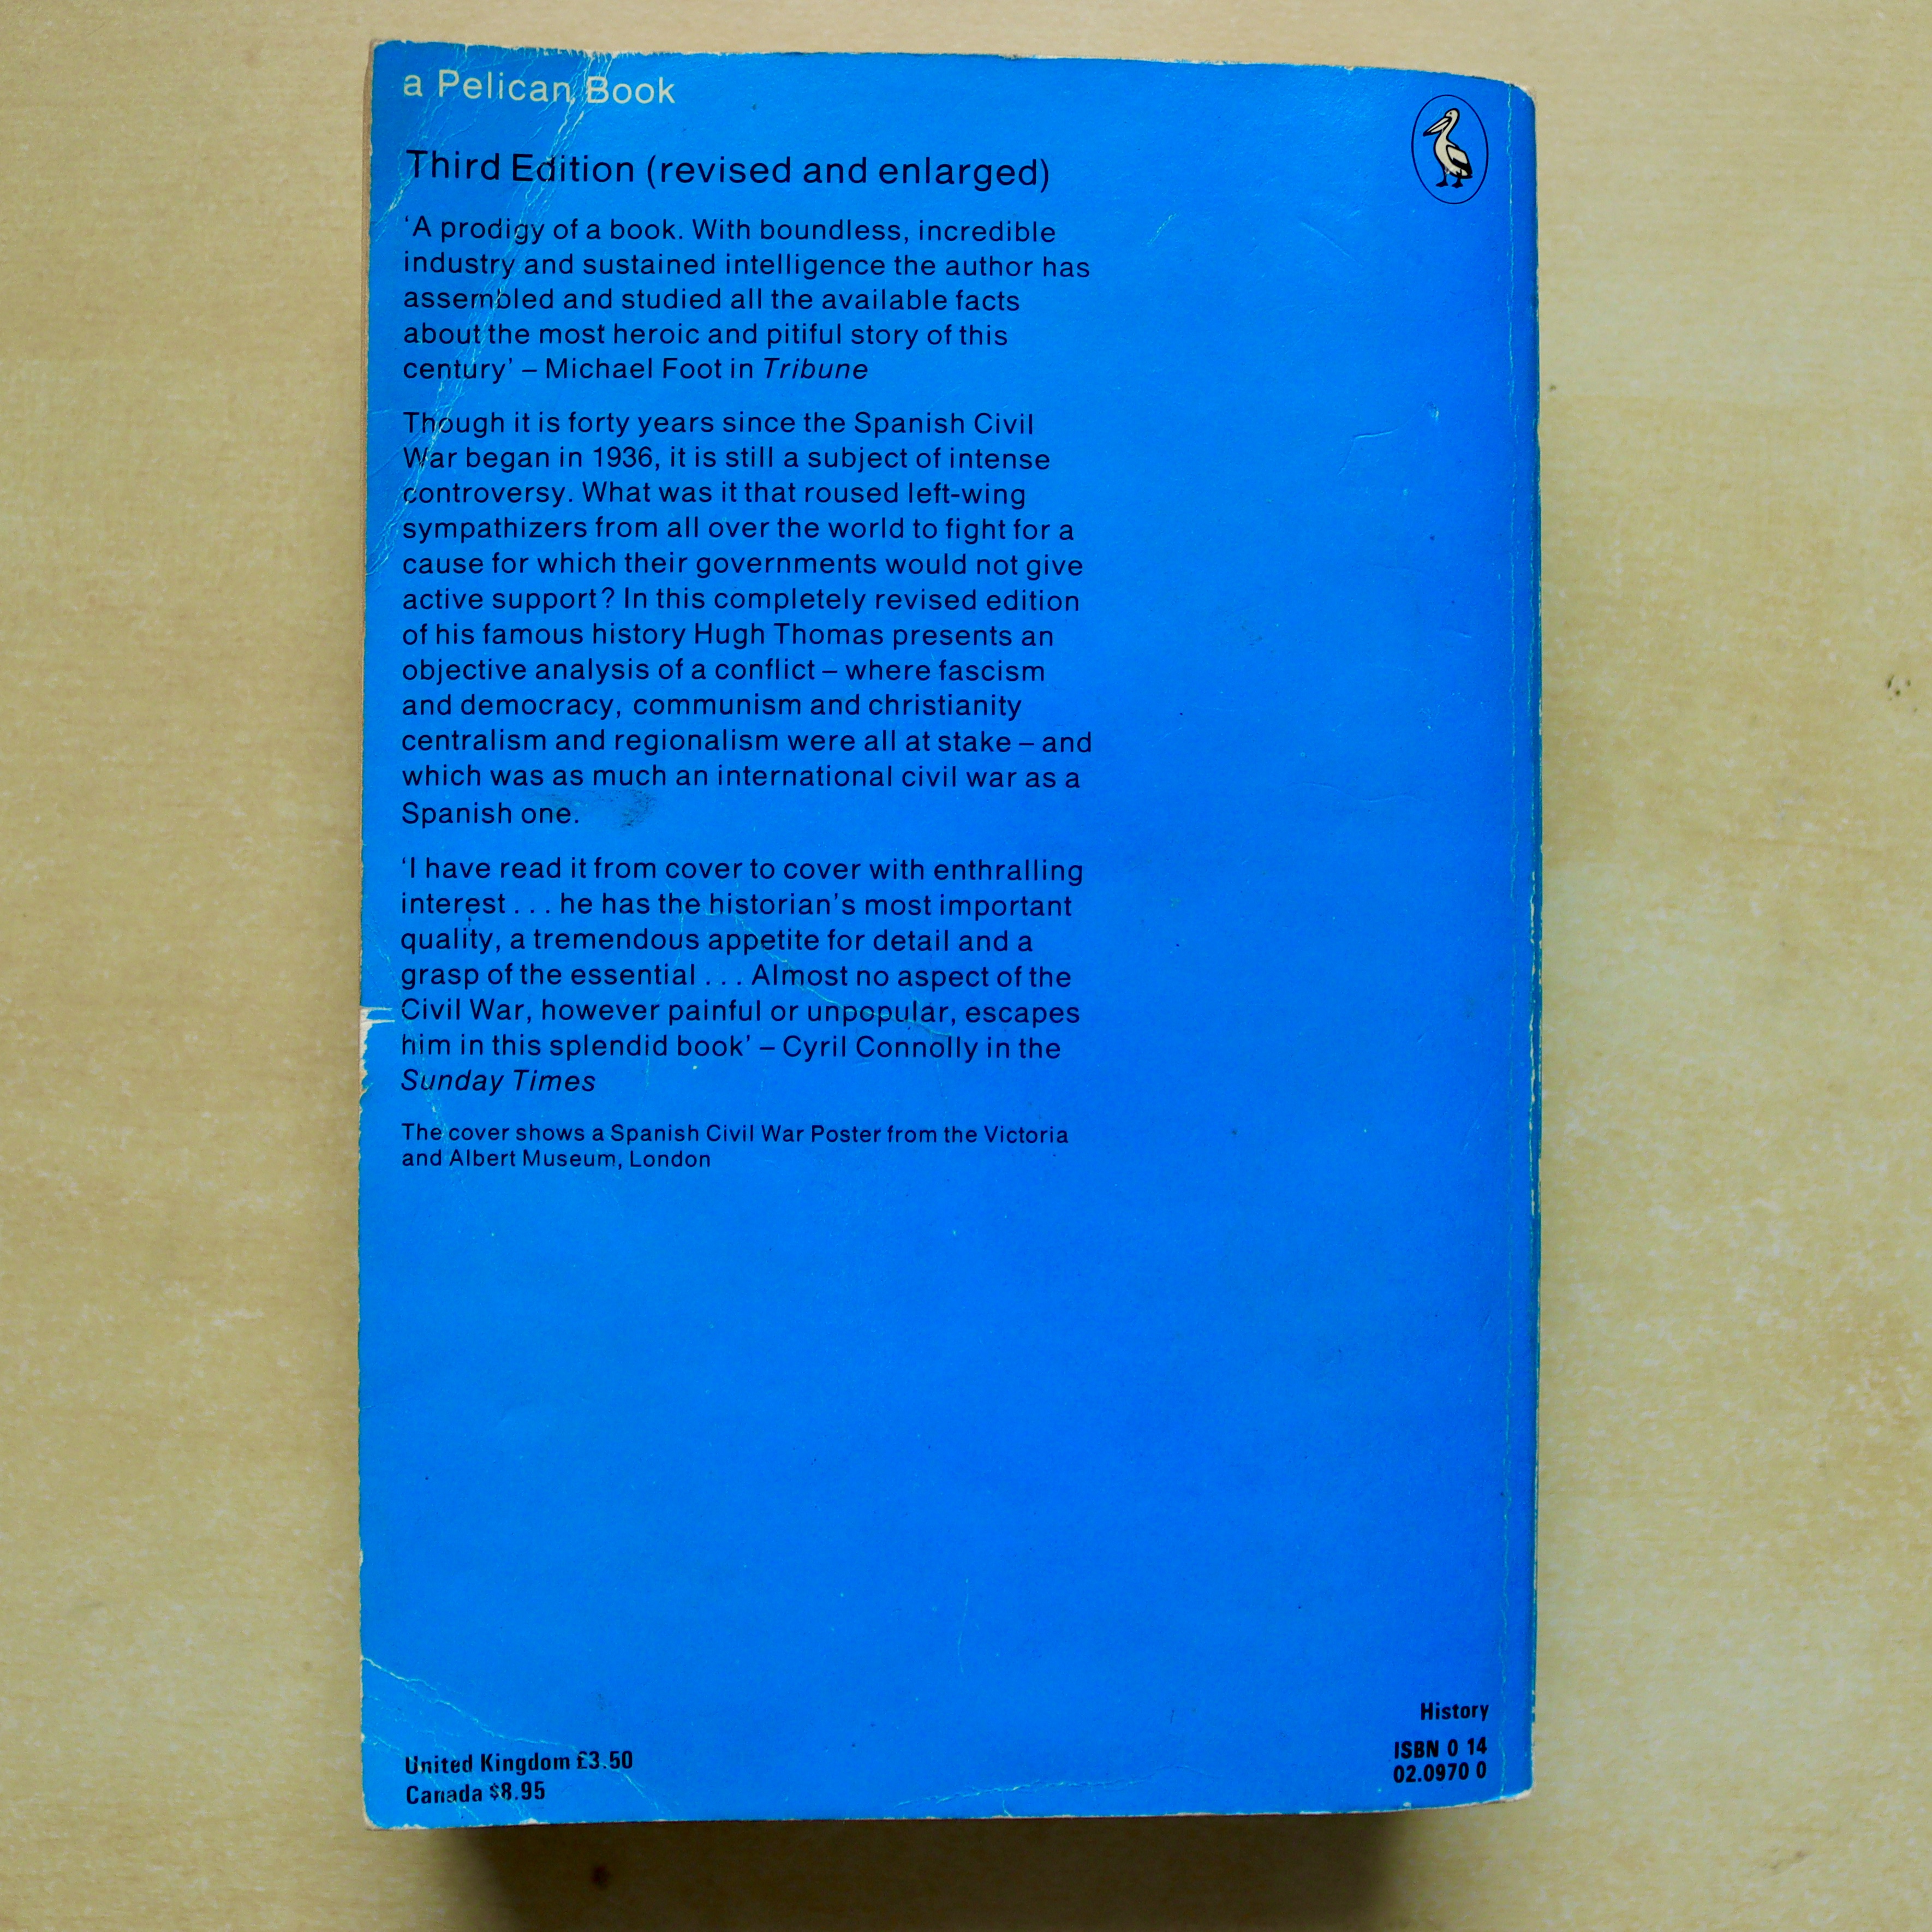 a Pelican Book
Third Edition (revised and enlarged)
‘A prodigy of a book. With boundless, incredible
industry and sustained intelligence the author has
assembled and studied all the available facts
about the most heroic and pitiful story of this
century’ – Michael Foot in Tribune
Though it is forty years since the Spanish Civil
War began in 1936, it is still a subject of intense
controversy. What was it that roused left-wing
sympathizers from all over the world to fight for a
cause for which their governments would not give
active support? In this completely revised edition
of his famous history Hugh Thomas presents an
objective analysis of a conflict – where fascism
and democracy, communism and christianity
centralism and regionalism were all at stake – and
which was as much an international civil war as a
Spanish one.
‘I have read it from cover to cover with enthralling
interest . . . he has the historian’s most important
quality, a tremendous appetite for detail and a
grasp of the essential . . . Almost no aspect of the
Civil War, however painful or unpopular, escapes
him in this splendid book’ – Cyril Connolly in the
Sunday Times
The cover shows a Spanish Civil War Poster from the Victoria
and Albert Museum, London
United Kingdom £3.50
Canada $8.95
History
ISBN 0 14
02.0970 0